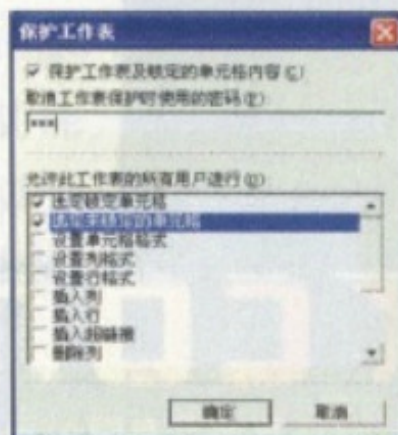 保护工作表
保护工作表及锁定的单元格内容(C)
取消工作表保护时使用的密码(P):
***
允许此工作表的所有用户进行(O):
选定锁定单元格
选定未锁定的单元格
设置单元格格式
设置列格式
设置行格式
插入列
插入行
插入超链接
删除列
确定 取消